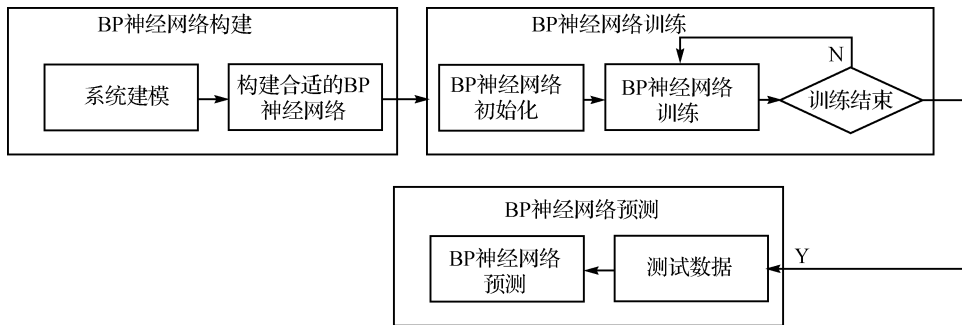 BP神经网络构建
系统建模
构建合适的BP
神经网络
BP神经网络训练
BP神经网络
初始化
BP神经网络
训练
N
训练结束
Y
BP神经网络预测
测试数据
BP神经网络
预测